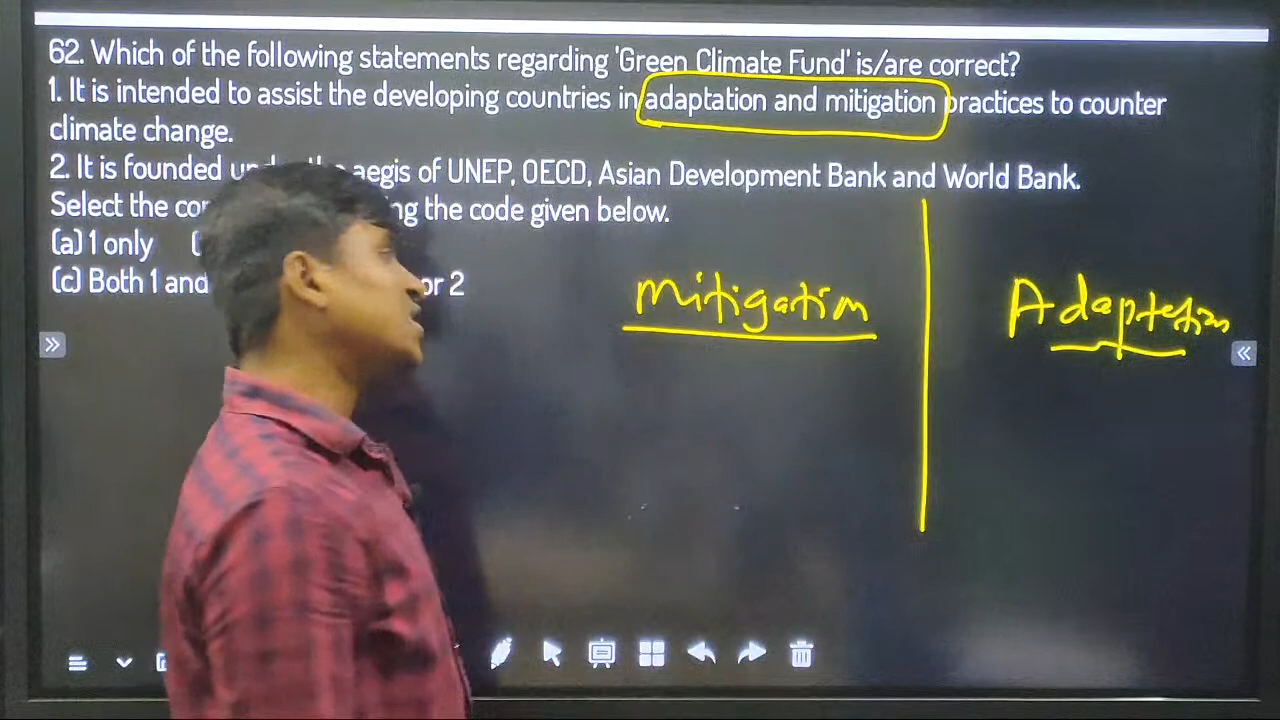 62. Which of the following statements regarding 'Green Climate Fund' is/are correct?
1. It is intended to assist the developing countries in adaptation and mitigation practices to counter
climate change.
2. It is founded aegis of UNEP, OECD, Asian Development Bank and World Bank.
Select the the code given below.
(a) 1 only
(c) Both 1 and or 2
Mitigation
Adaptation